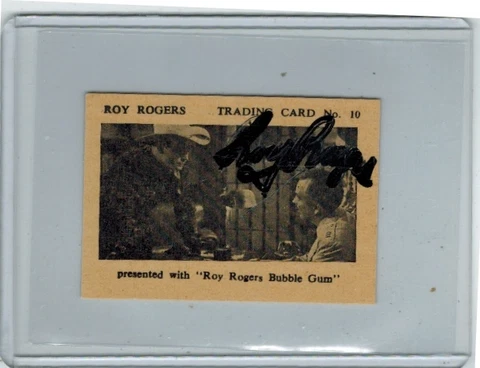 ROY ROGERS TRADING CARD No. 10
Roy Rogers
presented with "Roy Rogers Bubble Gum"